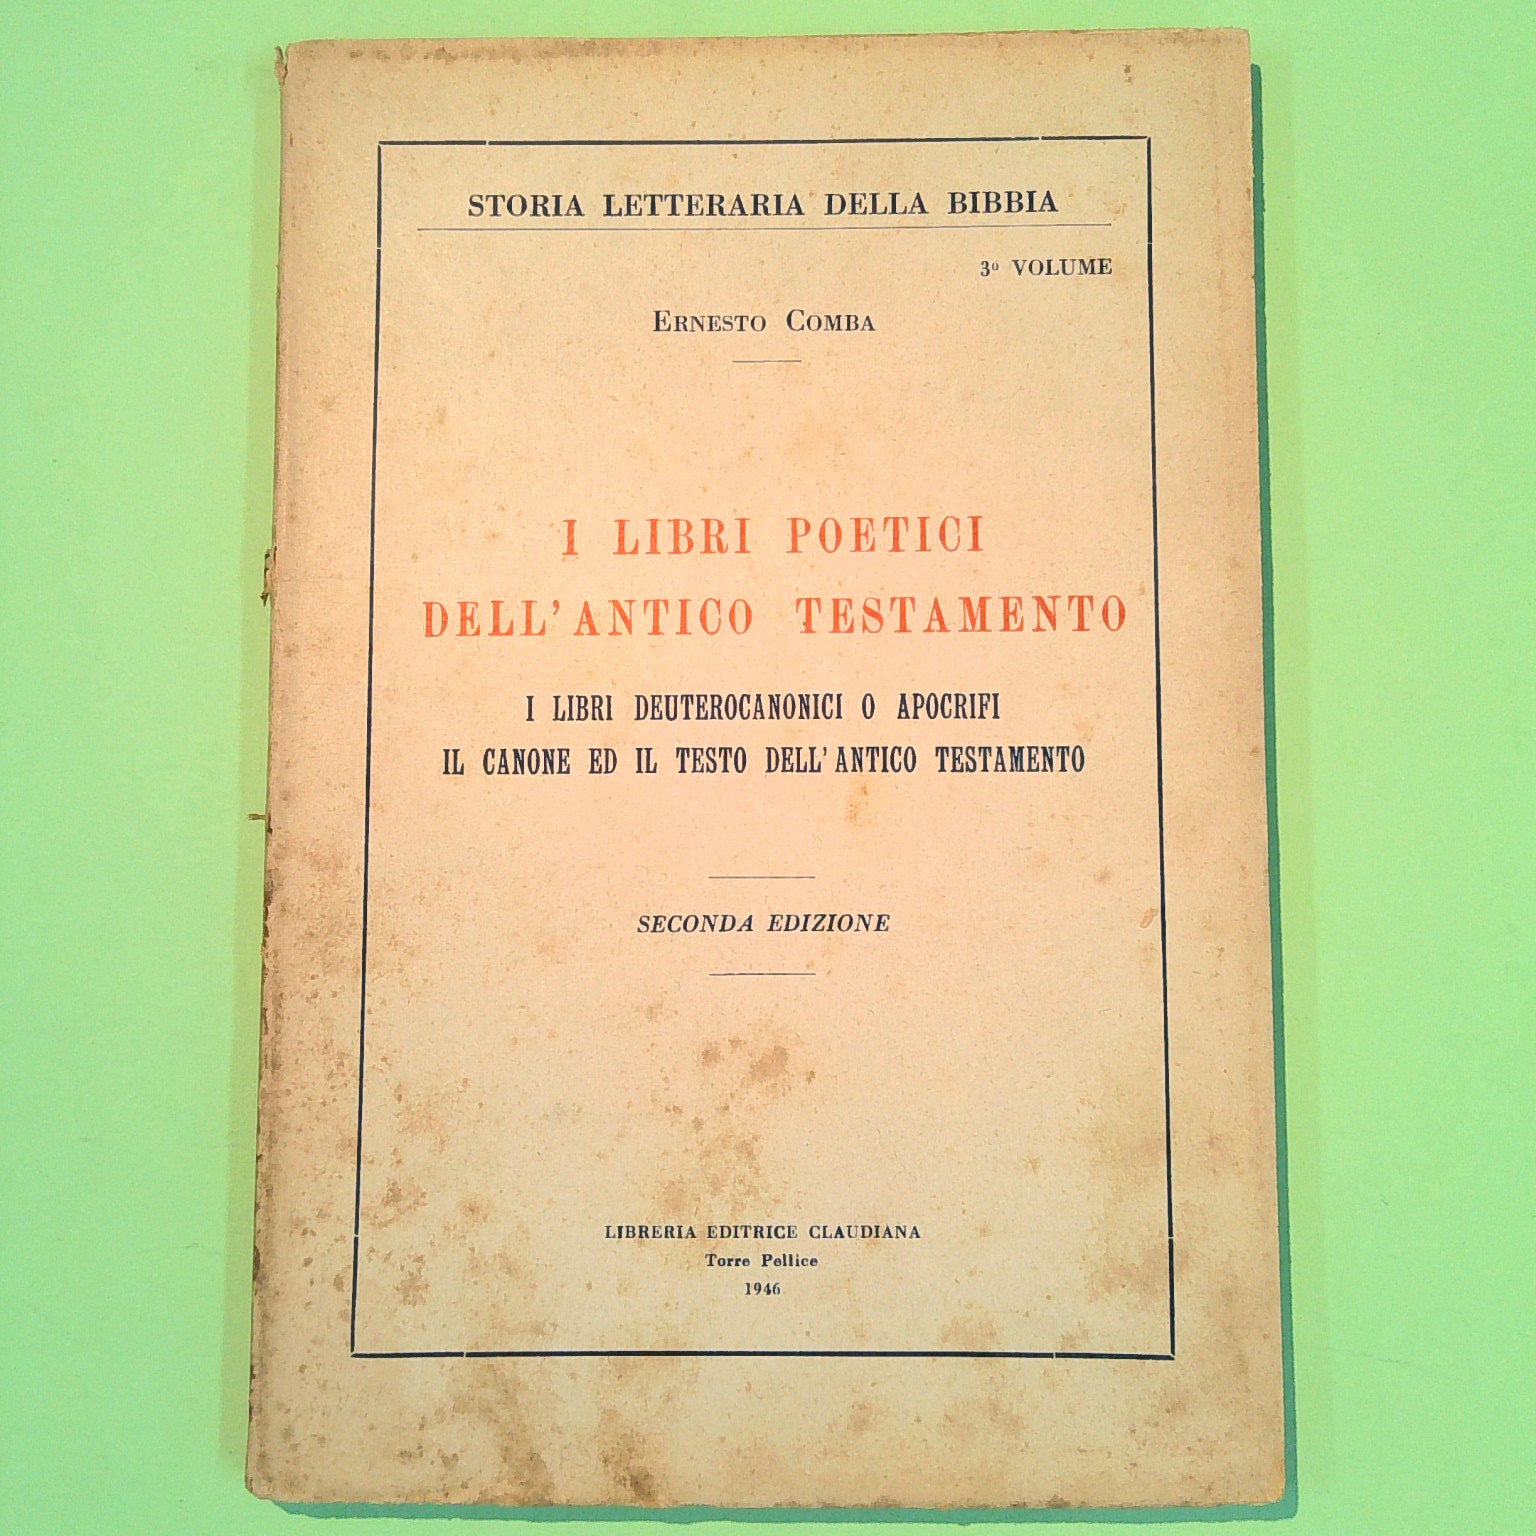 STORIA LETTERARIA DELLA BIBBIA
3º VOLUME
ERNESTO COMBA
I LIBRI POETICI
DELL'ANTICO TESTAMENTO
I LIBRI DEUTEROCANONICI O APOCRIFI
IL CANONE ED IL TESTO DELL'ANTICO TESTAMENTO
SECONDA EDIZIONE
LIBRERIA EDITRICE CLAUDIANA
Torre Pellice
1946